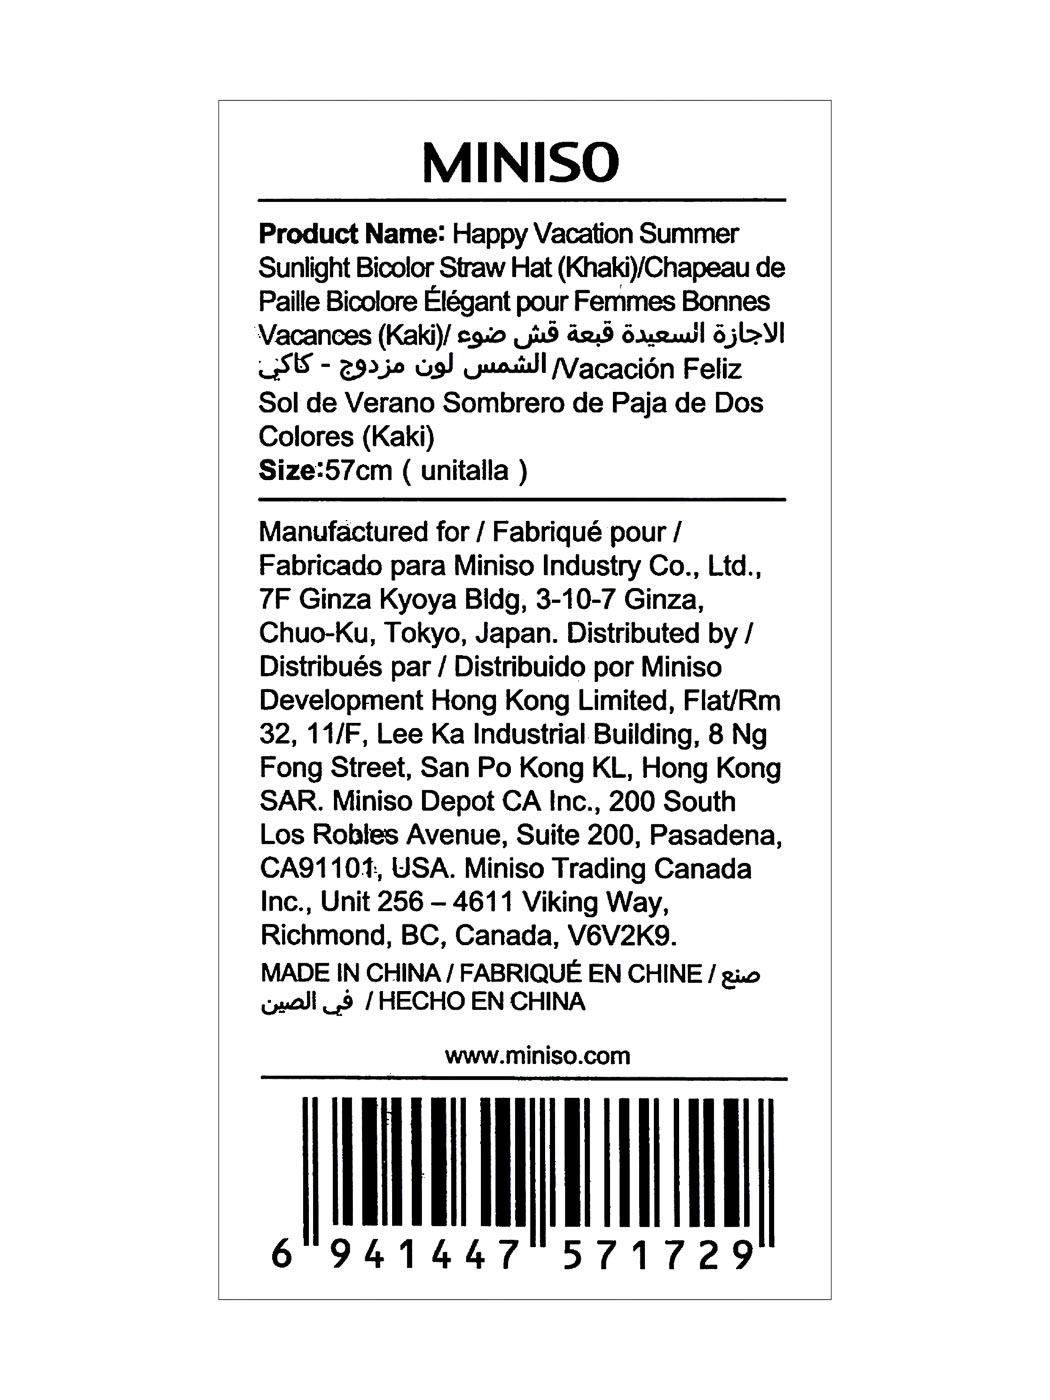 MINISO
Product Name: Happy Vacation Summer
Sunlight Bicolor Straw Hat (Khaki)/Chapeau de
Paille Bicolore Élégant pour Femmes Bonnes
Vacances (Kaki)/ الاجازة السعيدة قبعة قش ضوء
الشمس لون مزدوج - كاكي /Vacación Feliz
Sol de Verano Sombrero de Paja de Dos
Colores (Kaki)
Size:57cm ( unitalla )
Manufactured for / Fabriqué pour /
Fabricado para Miniso Industry Co., Ltd.,
7F Ginza Kyoya Bldg, 3-10-7 Ginza,
Chuo-Ku, Tokyo, Japan. Distributed by /
Distribués par / Distribuido por Miniso
Development Hong Kong Limited, Flat/Rm
32, 11/F, Lee Ka Industrial Building, 8 Ng
Fong Street, San Po Kong KL, Hong Kong
SAR. Miniso Depot CA Inc., 200 South
Los Robles Avenue, Suite 200, Pasadena,
CA91101, USA. Miniso Trading Canada
Inc., Unit 256 – 4611 Viking Way,
Richmond, BC, Canada, V6V2K9.
MADE IN CHINA / FABRIQUÉ EN CHINE / صنع
في الصين / HECHO EN CHINA
www.miniso.com
6 941447 571729